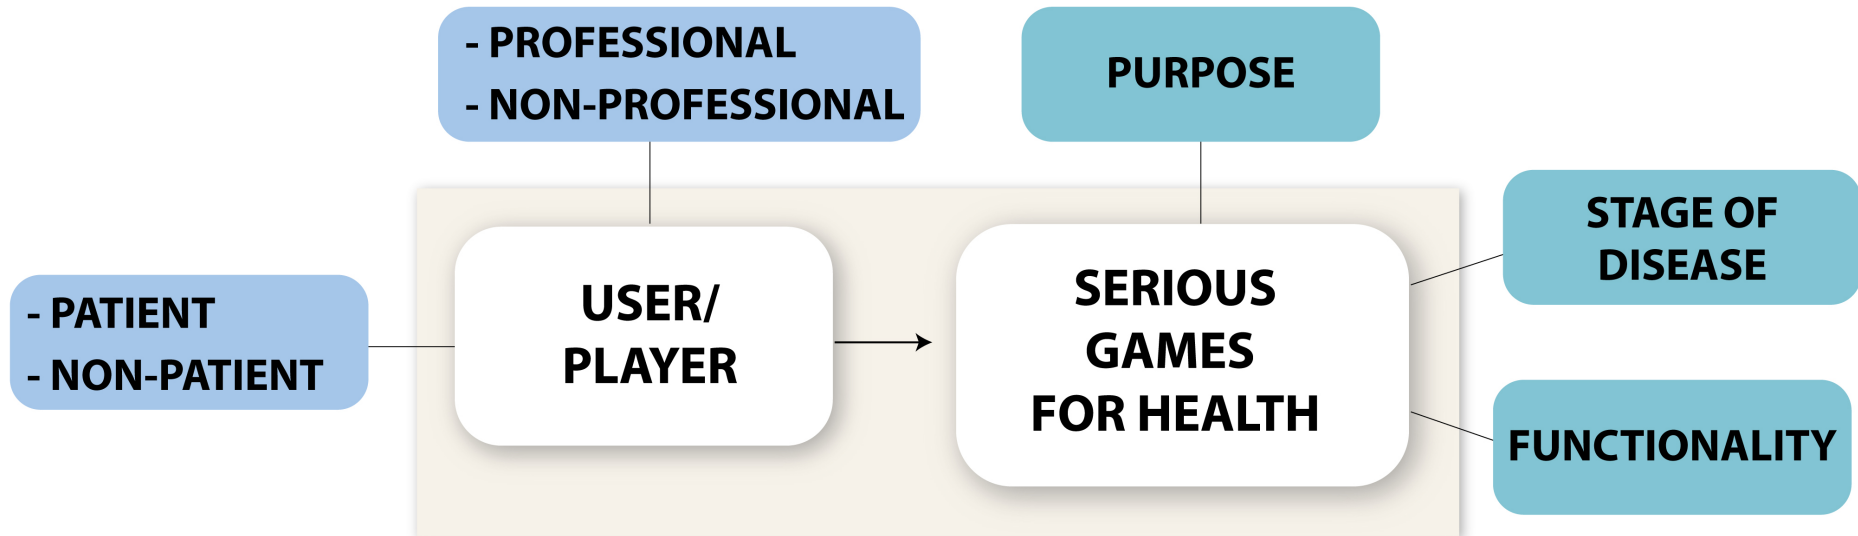 - PROFESSIONAL
- NON-PROFESSIONAL
PURPOSE
- PATIENT
- NON-PATIENT
USER/
PLAYER
SERIOUS
GAMES
FOR HEALTH
STAGE OF
DISEASE
FUNCTIONALITY